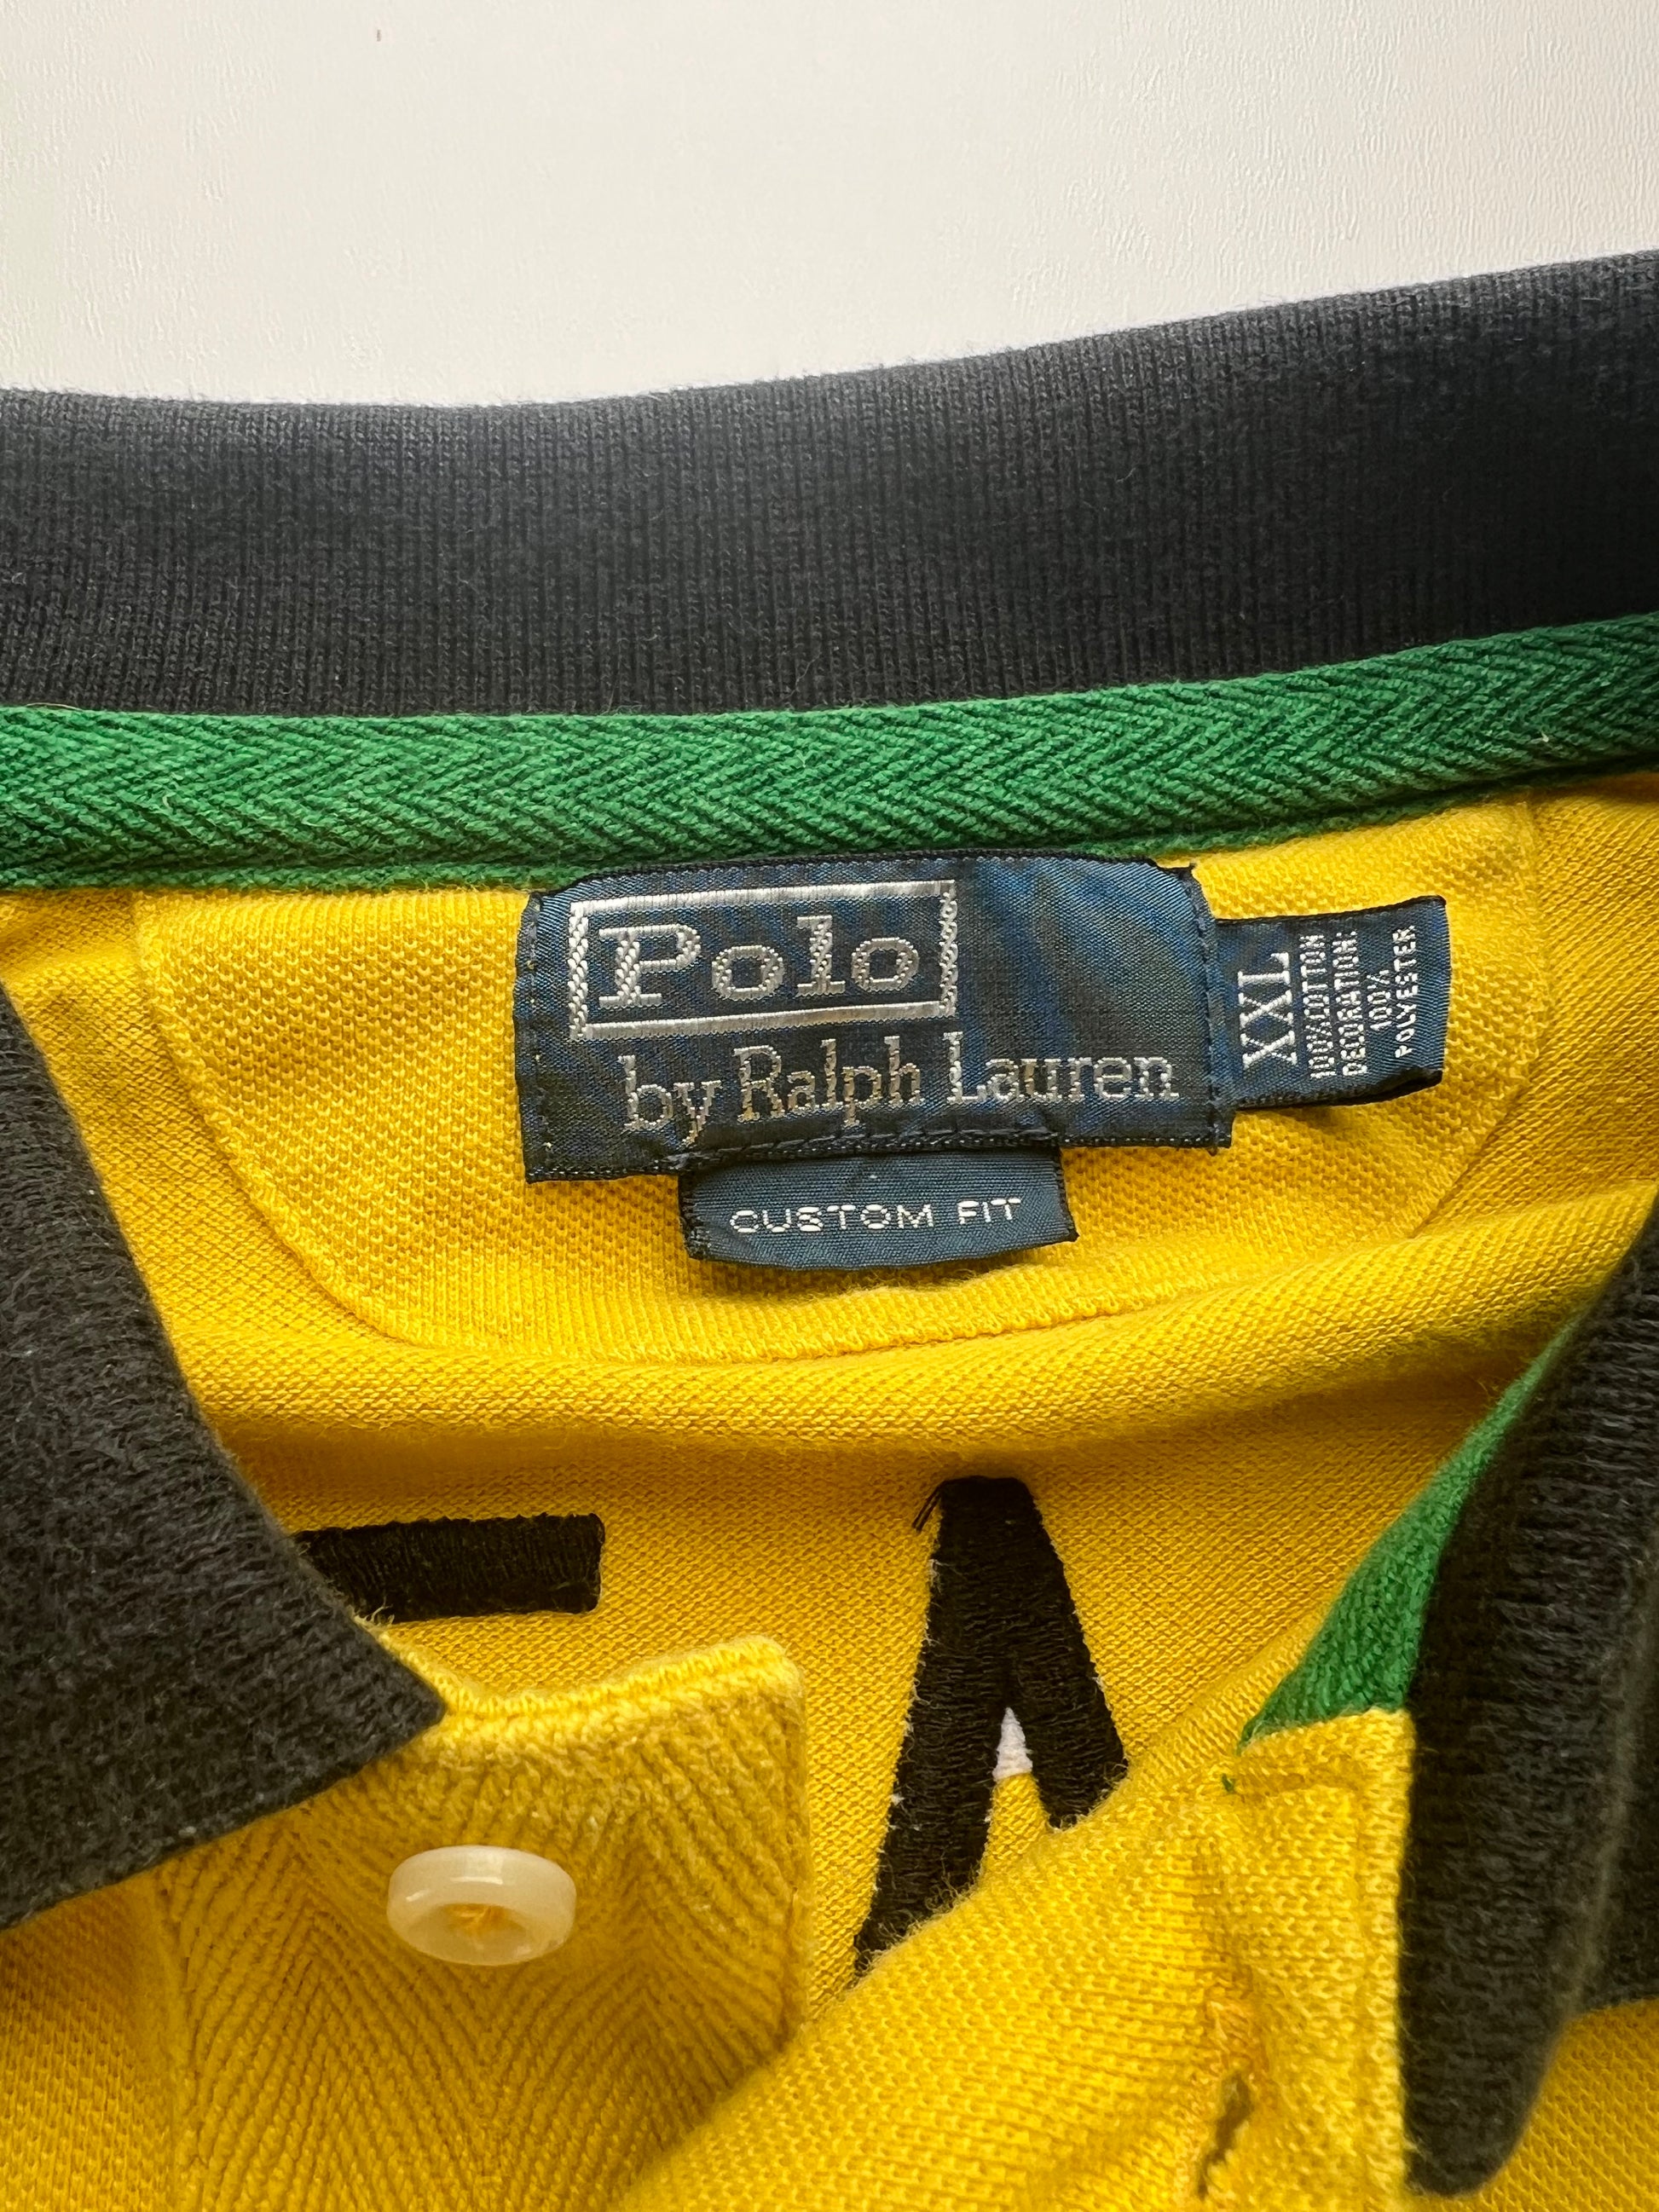 Polo
by Ralph Lauren
CUSTOM FIT
XXL
100% COTTON
DECORATION:
100%
POLYESTER